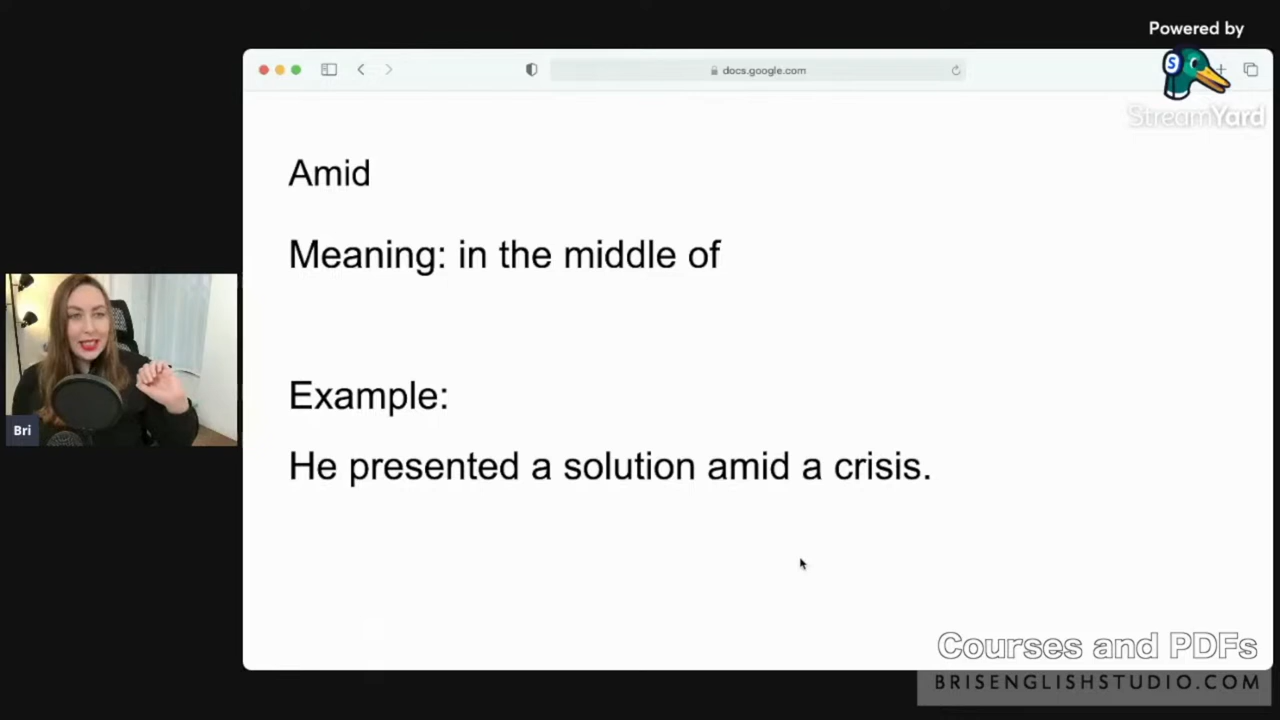 Powered by
docs.google.com
StreamYard
Amid
Meaning: in the middle of
Example:
He presented a solution amid a crisis.
Bri
Courses and PDFs
BRISENGLISHSTUDIO.COM